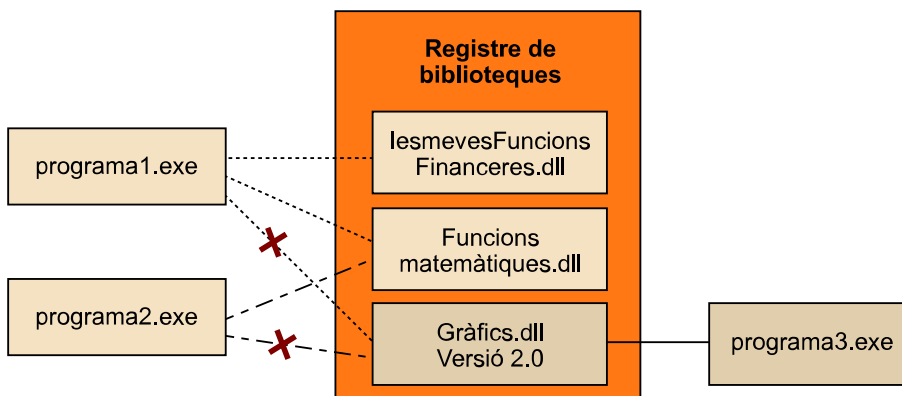 Registre de
biblioteques
lesmevesFuncions
Financeres.dll
programa1.exe
Funcions
matemàtiques.dll
programa2.exe
Gràfics.dll
Versió 2.0
programa3.exe